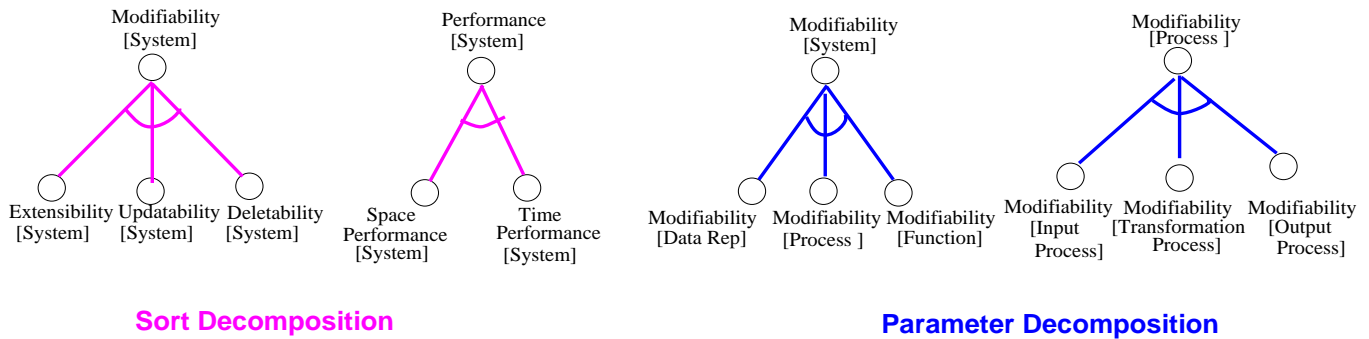 Modifiability
[System]
Performance
[System]
Modifiability
[System]
Modifiability
[Process ]
Extensibility
[System]
Updatability
[System]
Deletability
[System]
Space
Performance
[System]
Time
Performance
[System]
Modifiability
[Data Rep]
Modifiability
[Process ]
Modifiability
[Function]
Modifiability
[Input
Process]
Modifiability
[Transformation
Process]
Modifiability
[Output
Process]
Sort Decomposition
Parameter Decomposition